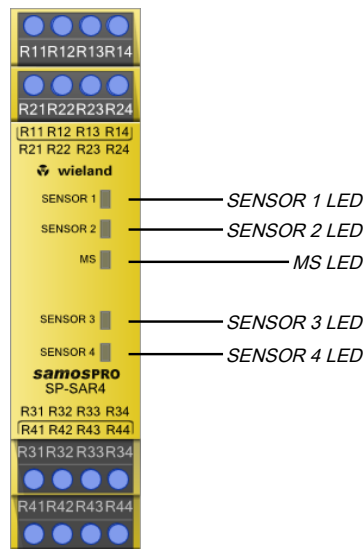 R11R12R13R14
R21R22R23R24
R11 R12 R13 R14
R21 R22 R23 R24
wieland
SENSOR 1 SENSOR 1 LED
SENSOR 2 SENSOR 2 LED
MS MS LED
SENSOR 3 SENSOR 3 LED
SENSOR 4 SENSOR 4 LED
samosPRO
SP-SAR4
R31 R32 R33 R34
R41 R42 R43 R44
R31R32R33R34
R41R42R43R44